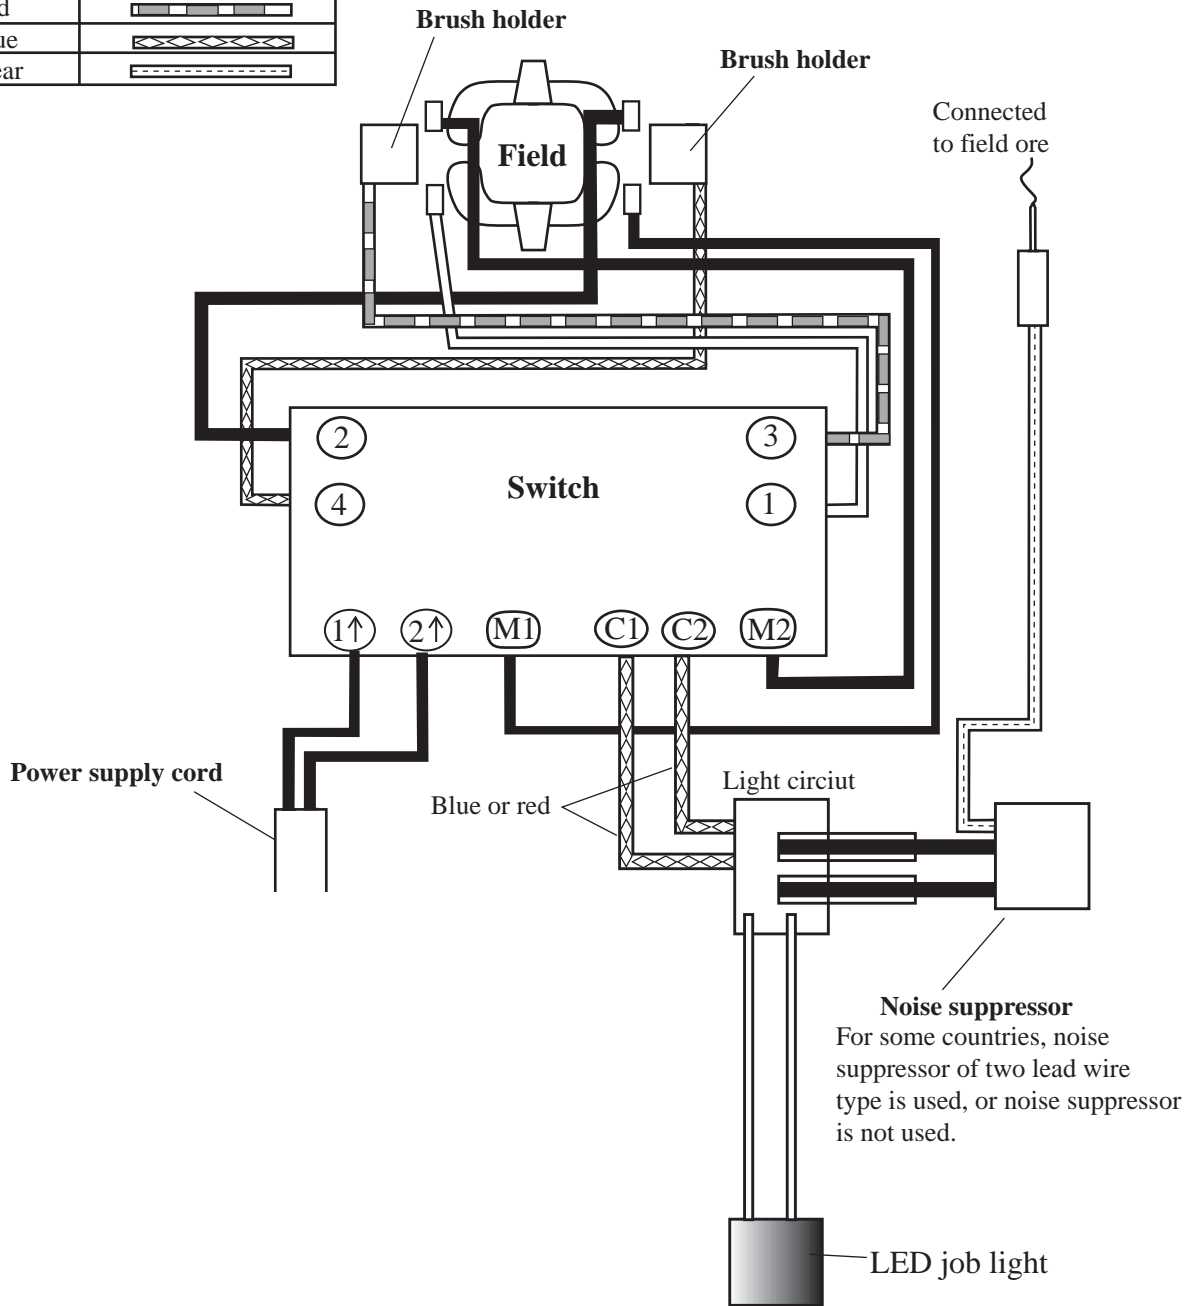 Brush holder
Brush holder
Connected
to field ore
Field
2
3
Switch
4
1
1↑
2↑
M1
C1
C2
M2
Power supply cord
Light circiut
Blue or red
Noise suppressor
For some countries, noise
suppressor of two lead wire
type is used, or noise suppressor
is not used.
LED job light